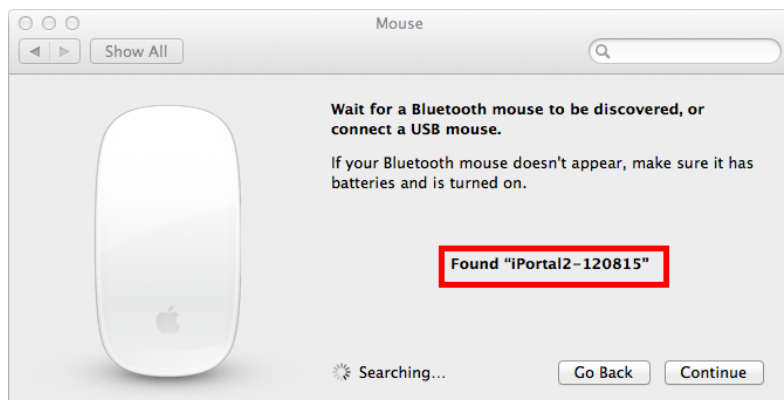 Mouse
Show All
Wait for a Bluetooth mouse to be discovered, or
connect a USB mouse.
If your Bluetooth mouse doesn't appear, make sure it has
batteries and is turned on.
Found “iPortal2-120815”
Searching...
Go Back
Continue